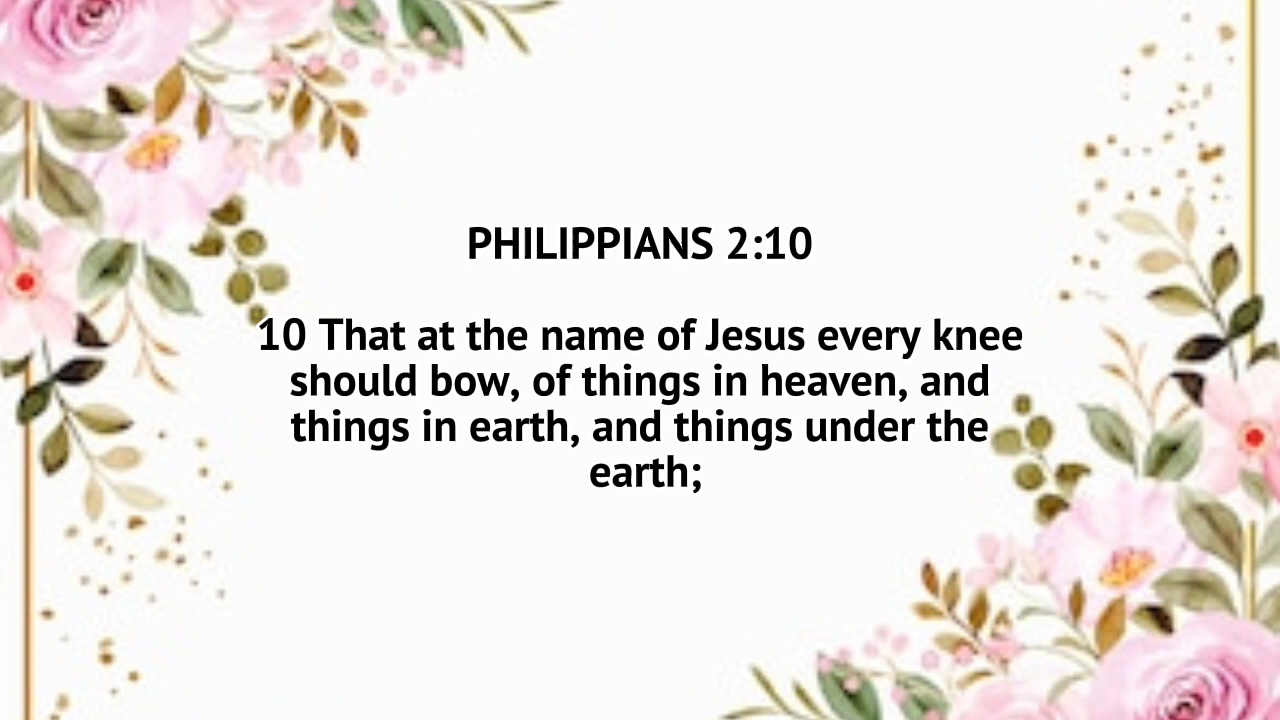 PHILIPPIANS 2:10
10 That at the name of Jesus every knee
should bow, of things in heaven, and
things in earth, and things under the
earth;